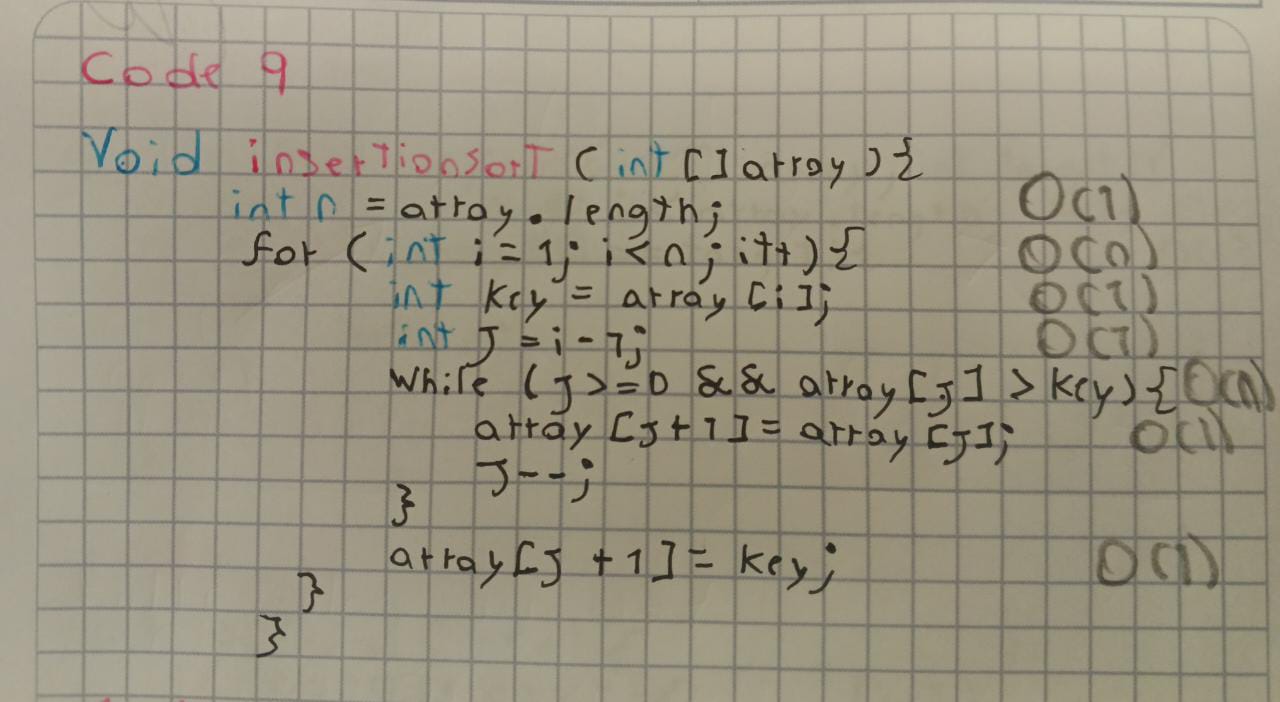 Code 9
Void insertionsort (int [] array) {
int n = array.length; O(1)
for (int i = 1; i < n; i++) { O(n)
int key = array [i]; O(1)
int J = i - 1; O(1)
While (J >= 0 && array [J] > key) { O(n)
array [J + 1] = array [J]; O(1)
J--;
}
array [J + 1] = key; O(1)
}
}